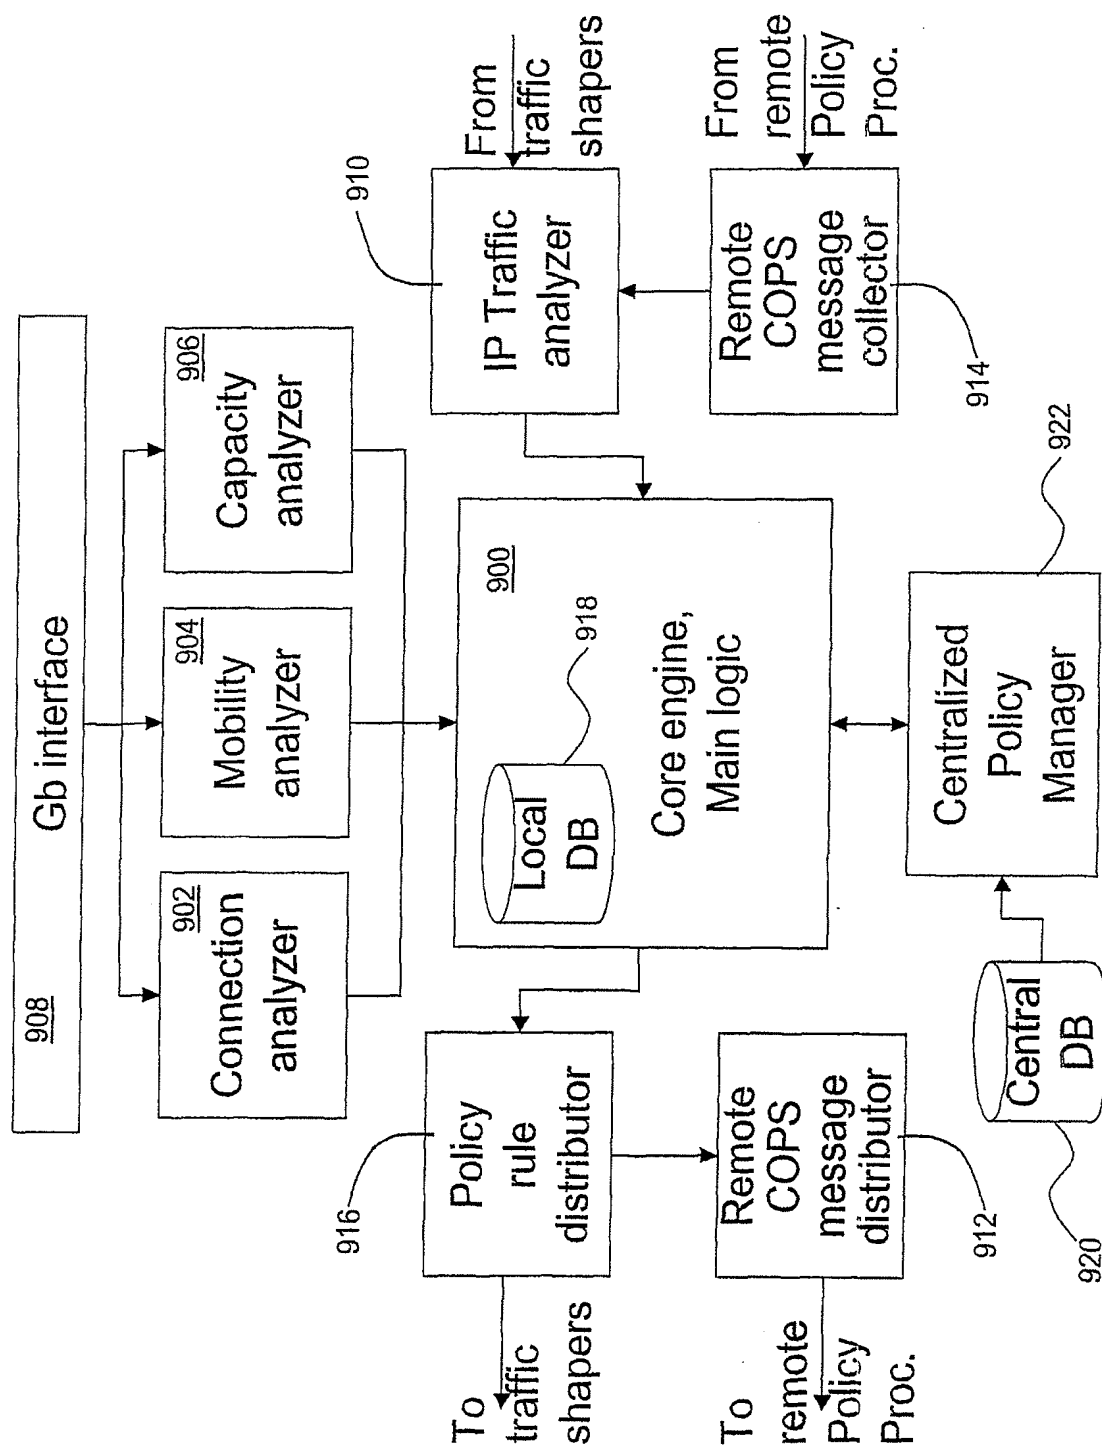 908
Gb interface
902
Connection
analyzer
904
Mobility
analyzer
906
Capacity
analyzer
916
Policy
rule
distributor
To
traffic
shapers
900
Local
DB
918
Core engine,
Main logic
910
IP Traffic
analyzer
From
traffic
shapers
Remote
COPS
message
distributor
912
To
remote
Policy
Proc.
Remote
COPS
message
collector
914
From
remote
Policy
Proc.
Central
DB
920
Centralized
Policy
Manager
922